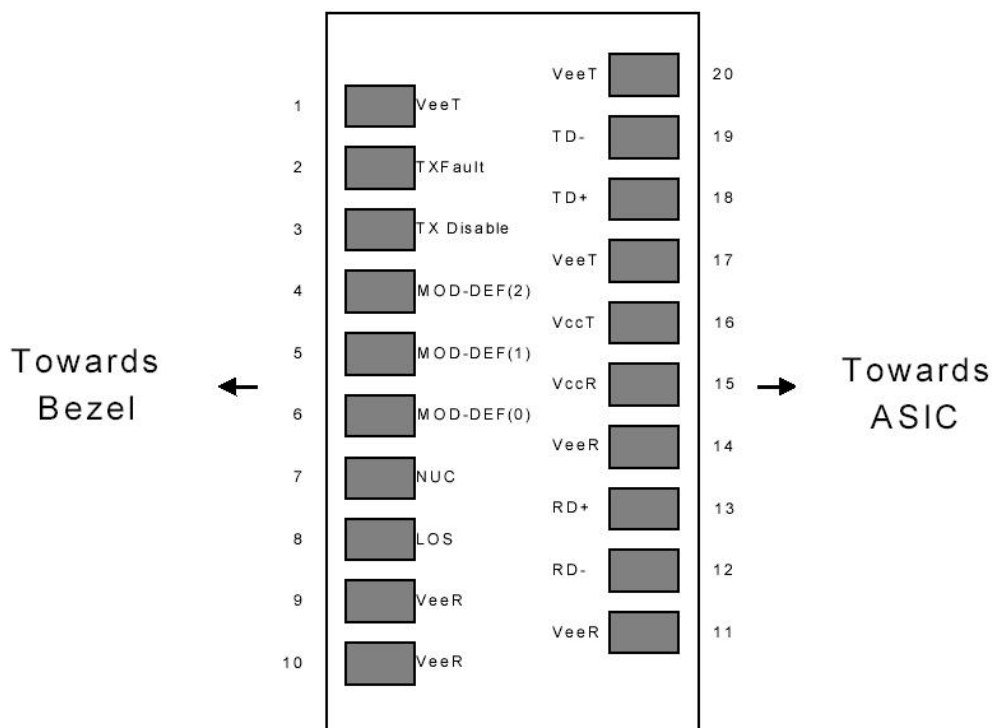 VeeT 20
1 VeeT
TD- 19
2 TXFault
TD+ 18
3 TX Disable
VeeT 17
4 MOD-DEF(2)
VccT 16
5 MOD-DEF(1)
Towards
Bezel
VccR 15
Towards
ASIC
6 MOD-DEF(0)
VeeR 14
7 NUC
RD+ 13
8 LOS
RD- 12
9 VeeR
VeeR 11
10 VeeR